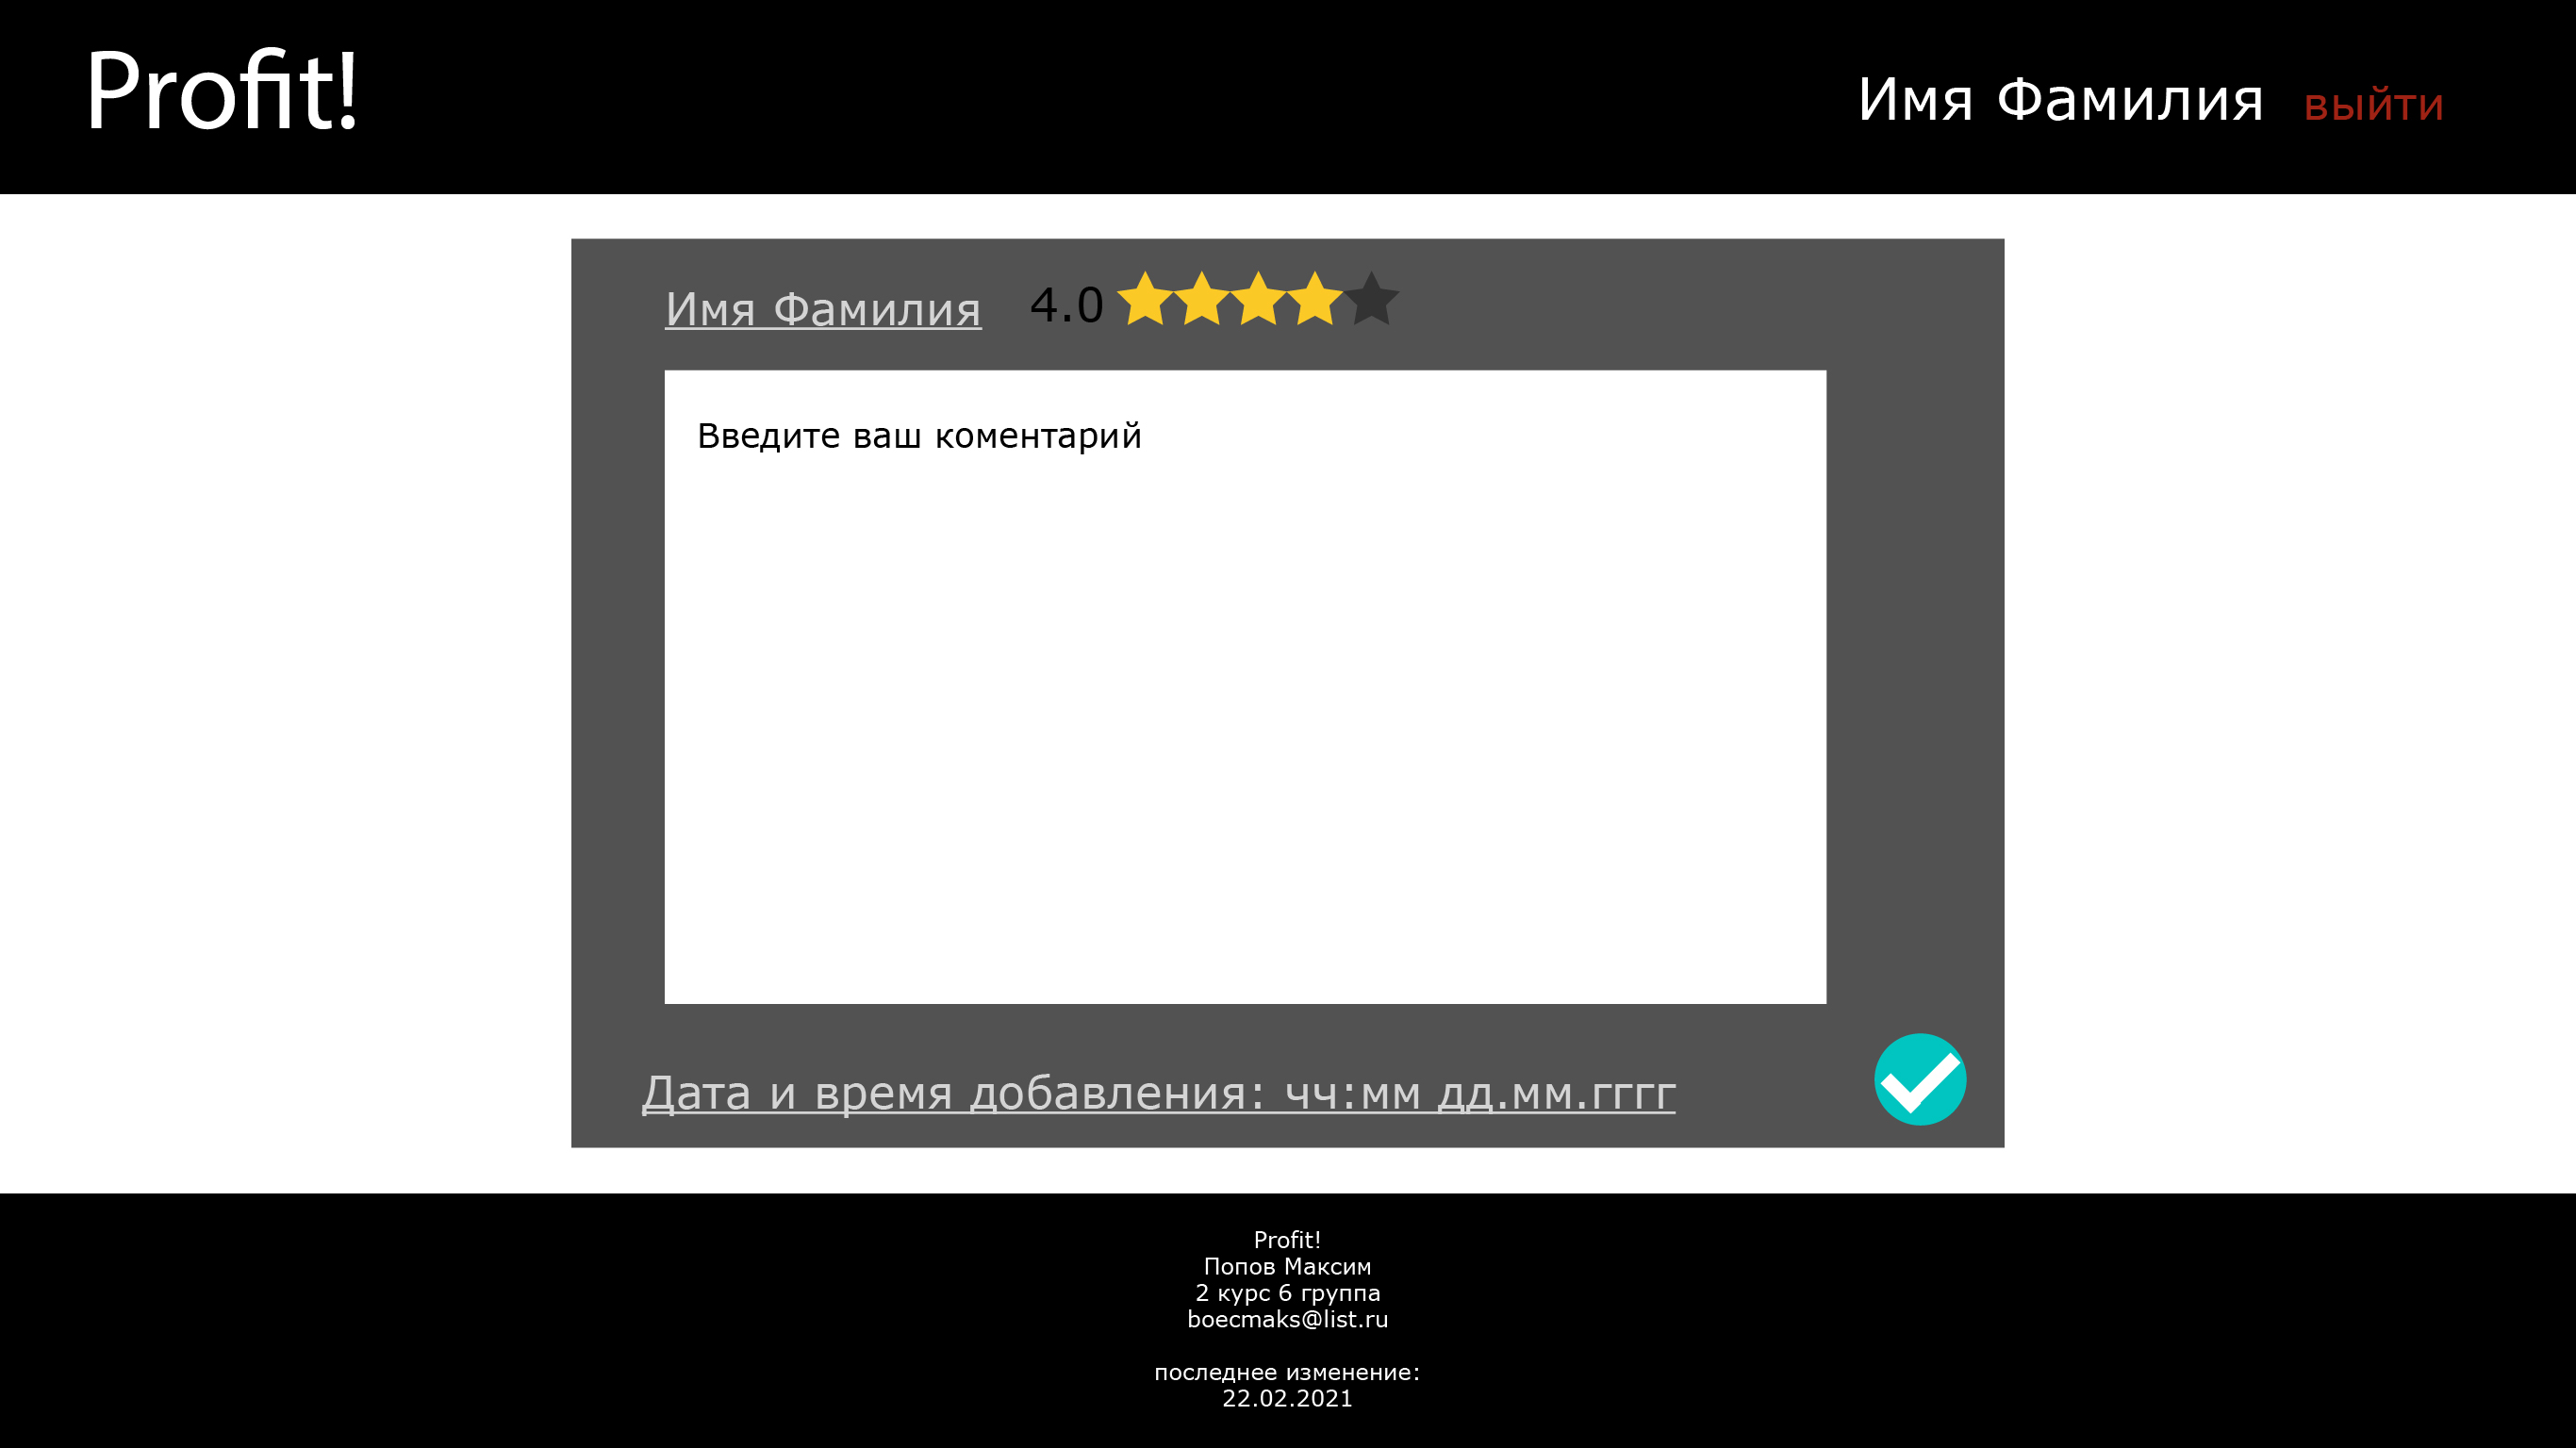 Profit!
Имя Фамилия выйти
Имя Фамилия 4.0
Введите ваш коментарий
Дата и время добавления: чч:мм дд.мм.гггг
Profit!
Попов Максим
2 курс 6 группа
boecmaks@list.ru
последнее изменение:
22.02.2021